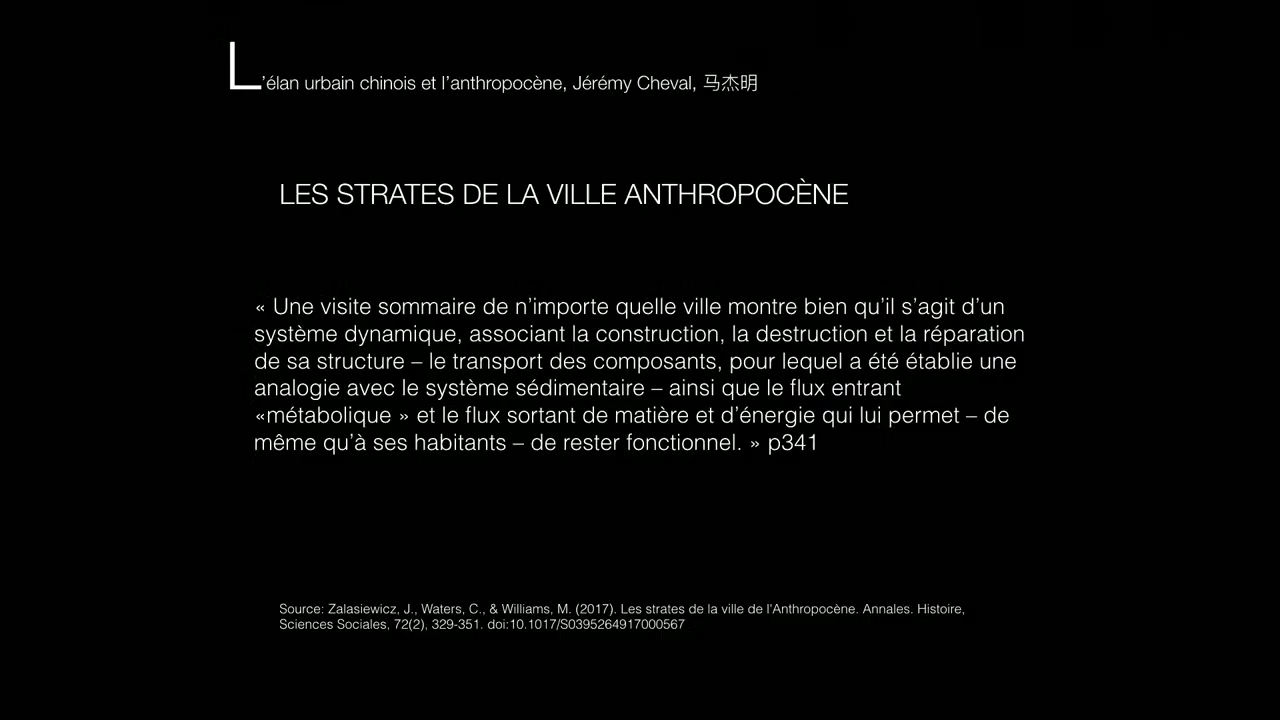 L'élan urbain chinois et l'anthropocène, Jérémy Cheval, 马杰明
LES STRATES DE LA VILLE ANTHROPOCÈNE
« Une visite sommaire de n'importe quelle ville montre bien qu'il s'agit d'un
système dynamique, associant la construction, la destruction et la réparation
de sa structure – le transport des composants, pour lequel a été établie une
analogie avec le système sédimentaire – ainsi que le flux entrant
«métabolique » et le flux sortant de matière et d'énergie qui lui permet – de
même qu'à ses habitants – de rester fonctionnel. » p341
Source: Zalasiewicz, J., Waters, C., & Williams, M. (2017). Les strates de la ville de l'Anthropocène. Annales. Histoire,
Sciences Sociales, 72(2), 329-351. doi:10.1017/S0395264917000567